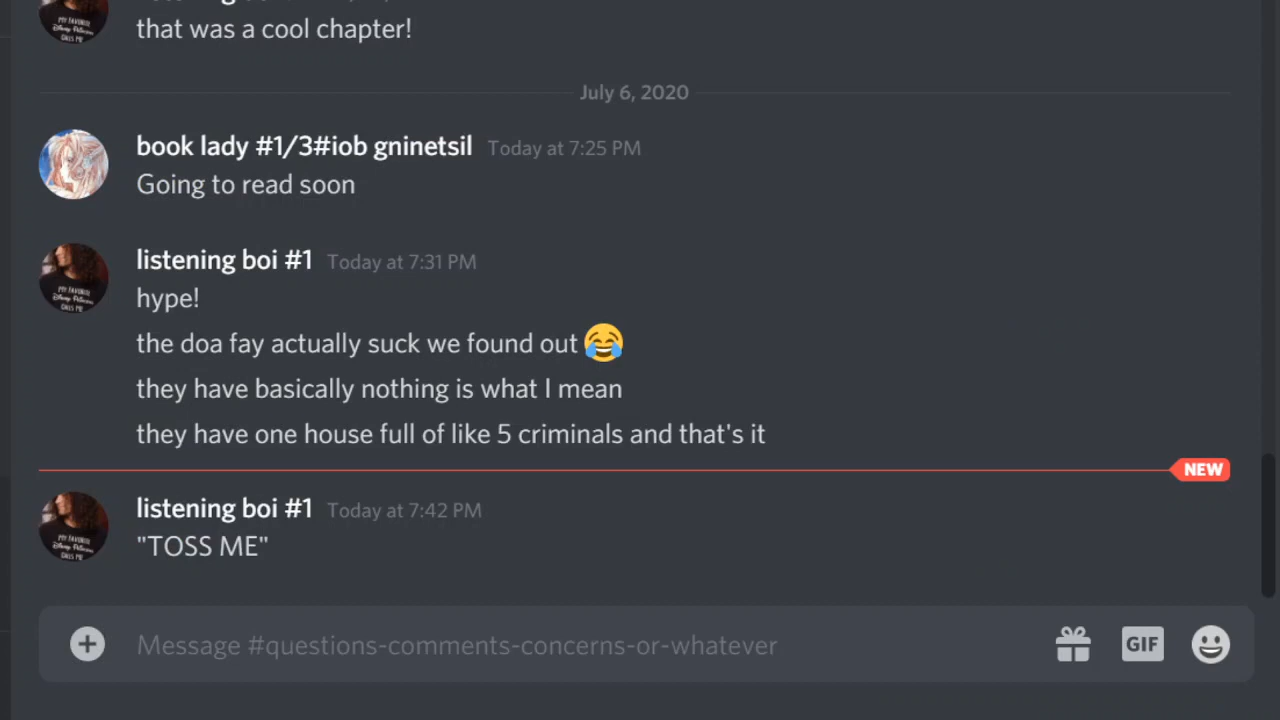 that was a cool chapter!
July 6, 2020
book lady #1/3#iob gninetsil Today at 7:25 PM
Going to read soon
listening boi #1 Today at 7:31 PM
hype!
the doa fay actually suck we found out 😂
they have basically nothing is what I mean
they have one house full of like 5 criminals and that's it
NEW
listening boi #1 Today at 7:42 PM
"TOSS ME"
Message #questions-comments-concerns-or-whatever
GIF